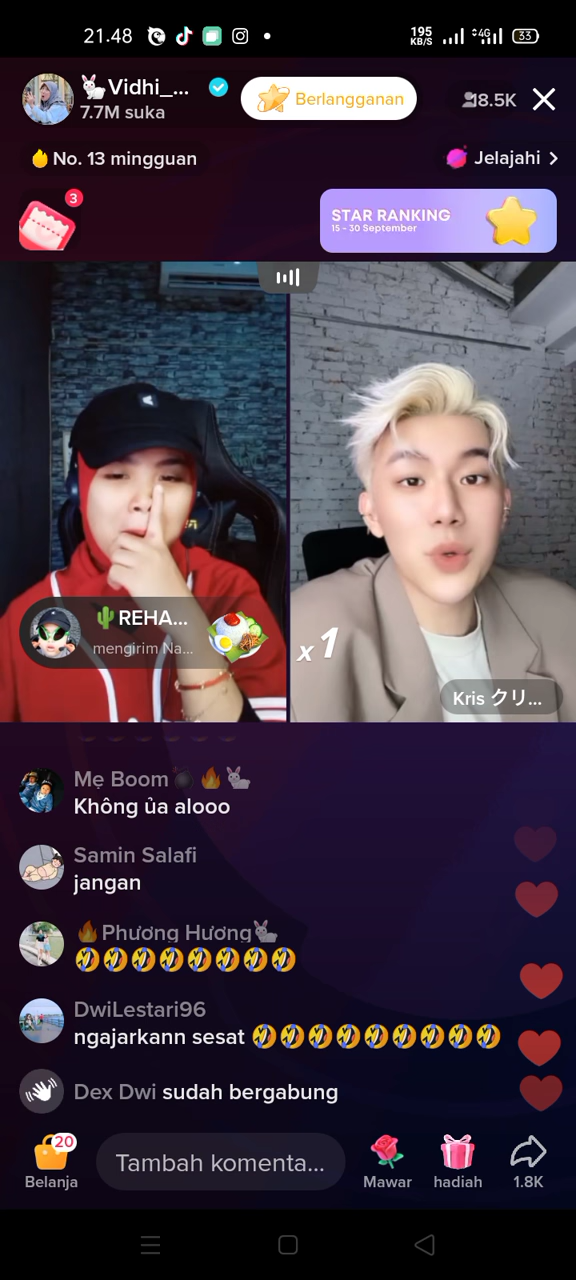 21.48
195
KB/S
4G
33
Vidhi_...
7.7M suka
Berlangganan
18.5K
No. 13 mingguan
Jelajahi
3
STAR RANKING
15 - 30 September
🌵REHA...
mengirim Na...
x1
Kris クリ...
Mẹ Boom💣🔥🐇
Không ủa alooo
Samin Salafi
jangan
🔥Phương Hương🐇
🤣🤣🤣🤣🤣🤣🤣🤣
DwiLestari96
ngajarkann sesat 🤣🤣🤣🤣🤣🤣🤣🤣🤣
Dex Dwi sudah bergabung
20
Belanja
Tambah komenta...
Mawar
hadiah
1.8K